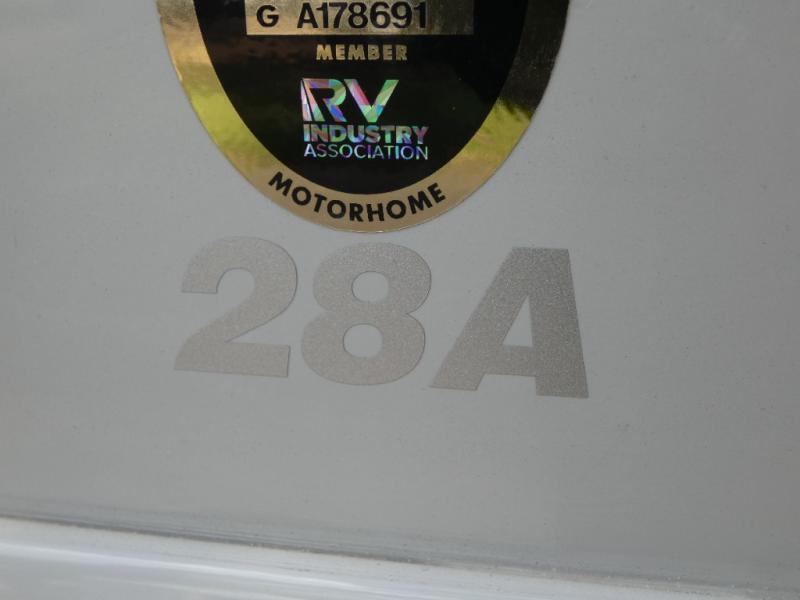 G A178691
MEMBER
RV
INDUSTRY
ASSOCIATION
MOTORHOME
28A